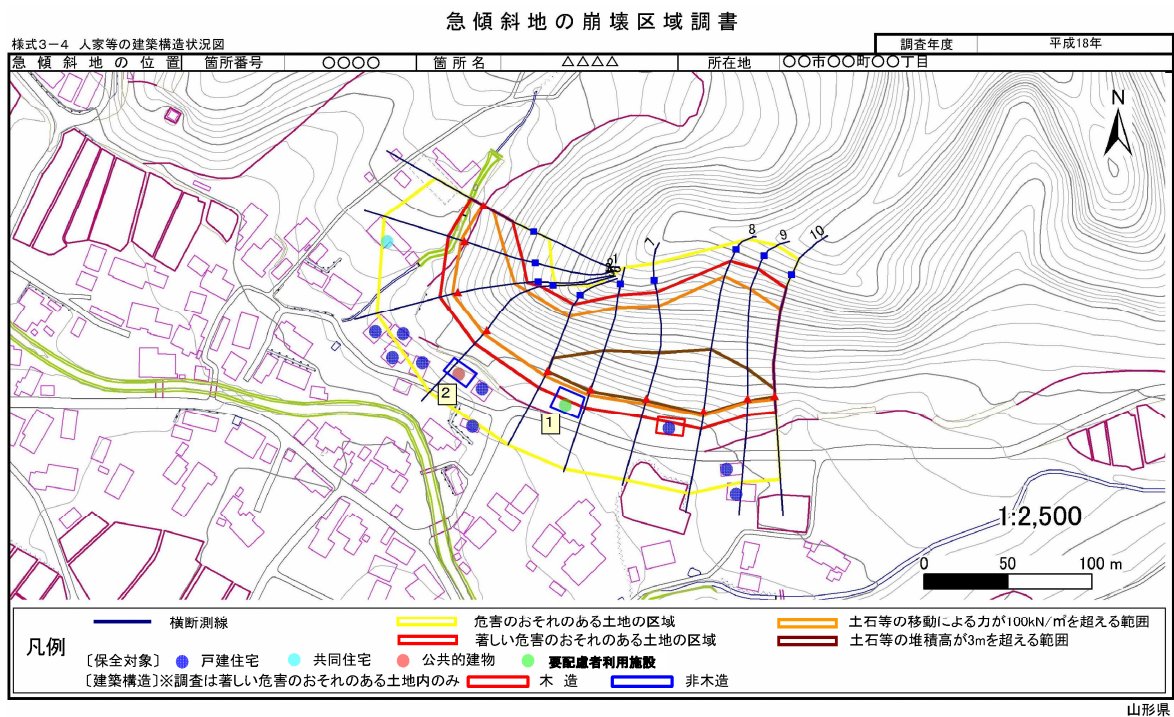 急傾斜地の崩壊区域調書
様式3-4 人家等の建築構造状況図
調査年度 平成18年
急傾斜地の位置 箇所番号 ○○○○ 箇所名 △△△△ 所在地 ○○市○○町○○丁目
N
7
8
9
10
2
1
1:2,500
0 50 100 m
凡例
横断測線 危害のおそれのある土地の区域 土石等の移動による力が100kN/㎡を超える範囲
著しい危害のおそれのある土地の区域 土石等の堆積高が3mを超える範囲
〔保全対象〕 戸建住宅 共同住宅 公共的建物 要配慮者利用施設
〔建築構造〕※調査は著しい危害のおそれのある土地内のみ 木造 非木造
山形県